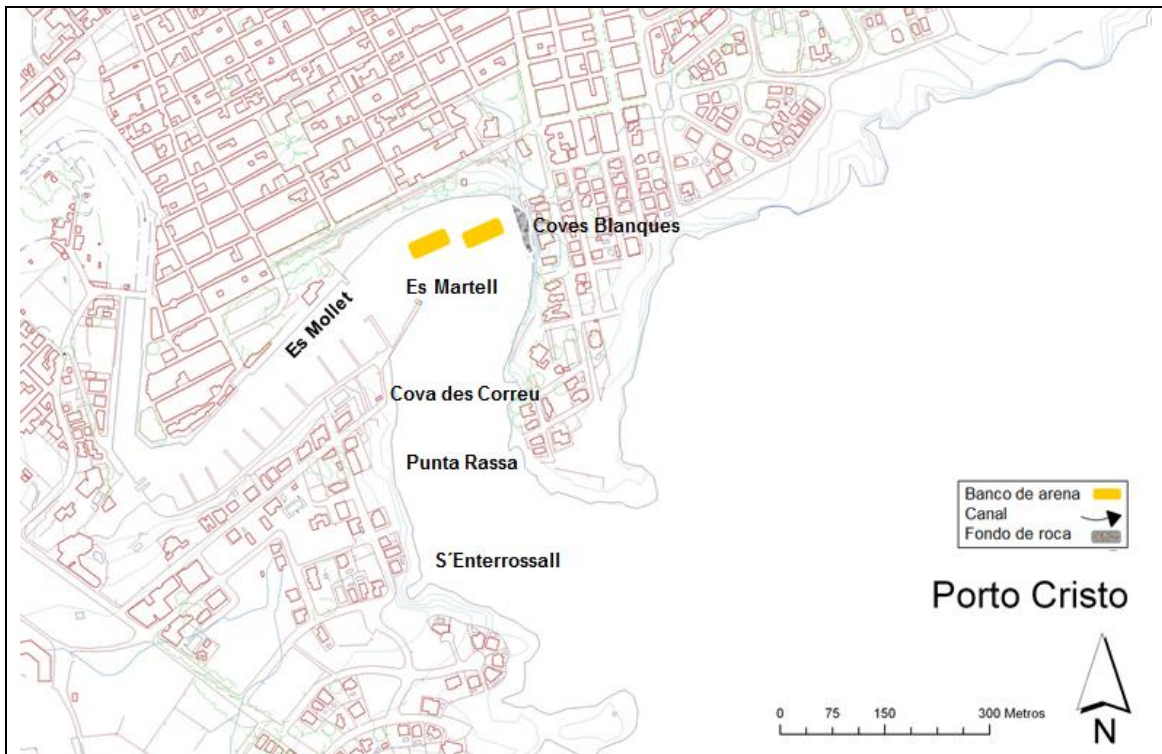 Coves Blanques
Es Martell
Es Mollet
Cova des Correu
Punta Rassa
S´Enterrossall
Banco de arena
Canal
Fondo de roca
Porto Cristo
0 75 150 300 Metros
N